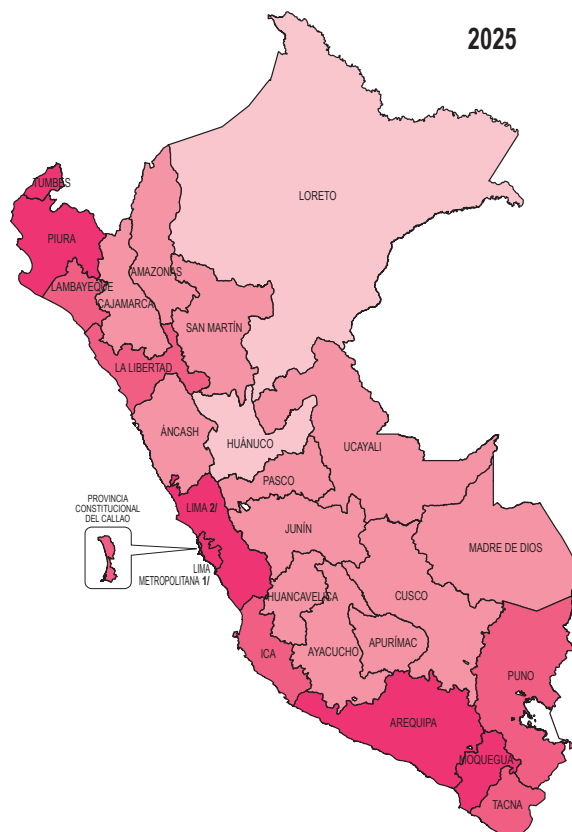 2025
LORETO
TUMBES
PIURA
AMAZONAS
LAMBAYEQUE
CAJAMARCA
SAN MARTÍN
LA LIBERTAD
ÁNCASH
HUÁNUCO
UCAYALI
PASCO
PROVINCIA
CONSTITUCIONAL
DEL CALLAO
LIMA 2/
JUNÍN
MADRE DE DIOS
LIMA
METROPOLITANA 1/
HUANCAVELICA
CUSCO
APURÍMAC
ICA
AYACUCHO
PUNO
AREQUIPA
MOQUEGUA
TACNA